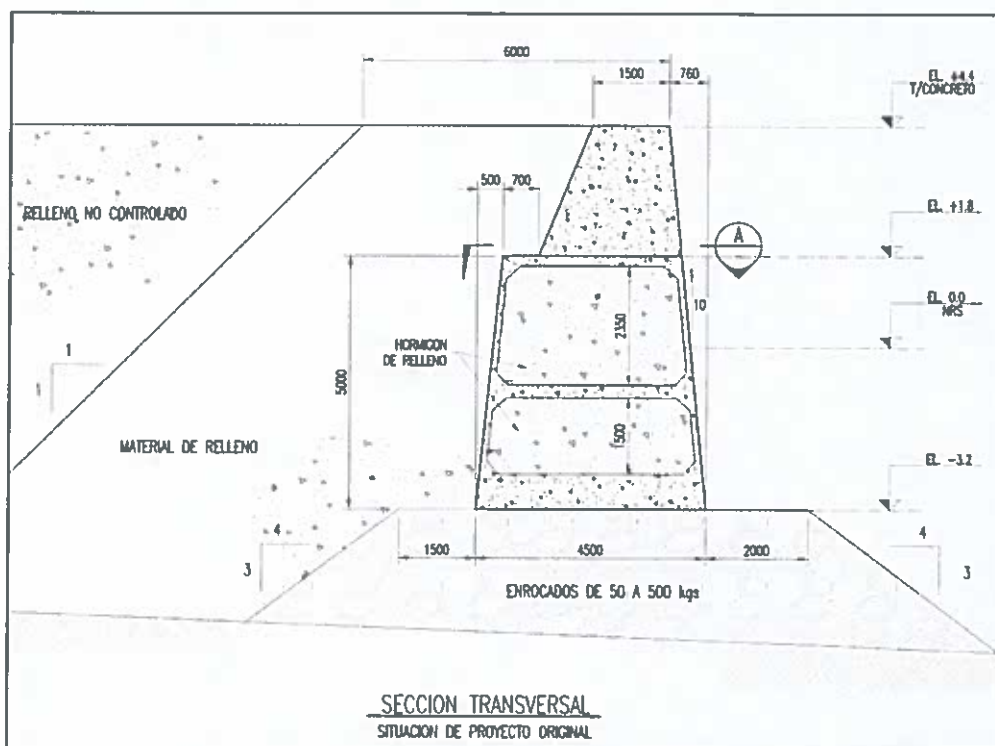 6000
1500 760
EL +4.4
T/CONCRETO
500 700
RELLENO NO CONTROLADO
EL +1.8
A
1
10
EL 0.0
NRS
2350
HORMIGON
DE RELLENO
1
1
5000
1500
MATERIAL DE RELLENO
EL -3.2
4
3
1500 4500 2000
4
3
ENROCADOS DE 50 A 500 kgs
SECCION TRANSVERSAL
SITUACION DE PROYECTO ORIGINAL